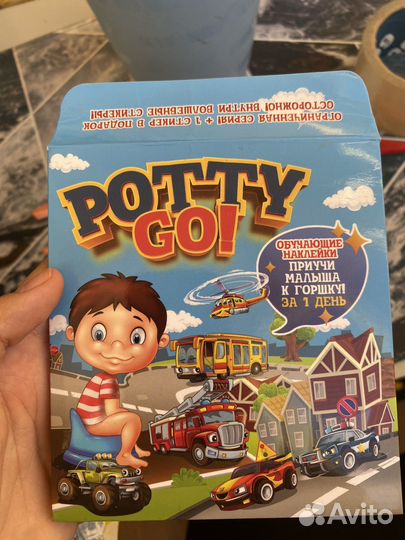 ОГРАНИЧЕННАЯ СЕРИЯ! + 1 СТИКЕР В ПОДАРОК
ОСТОРОЖНО! ВНУТРИ ВОЛШЕБНЫЕ СТИКЕРЫ!
POTTY
GO!
ОБУЧАЮЩИЕ
НАКЛЕЙКИ
ПРИУЧИ
МАЛЫША
К ГОРШКУ!
ЗА 1 ДЕНЬ
Avito